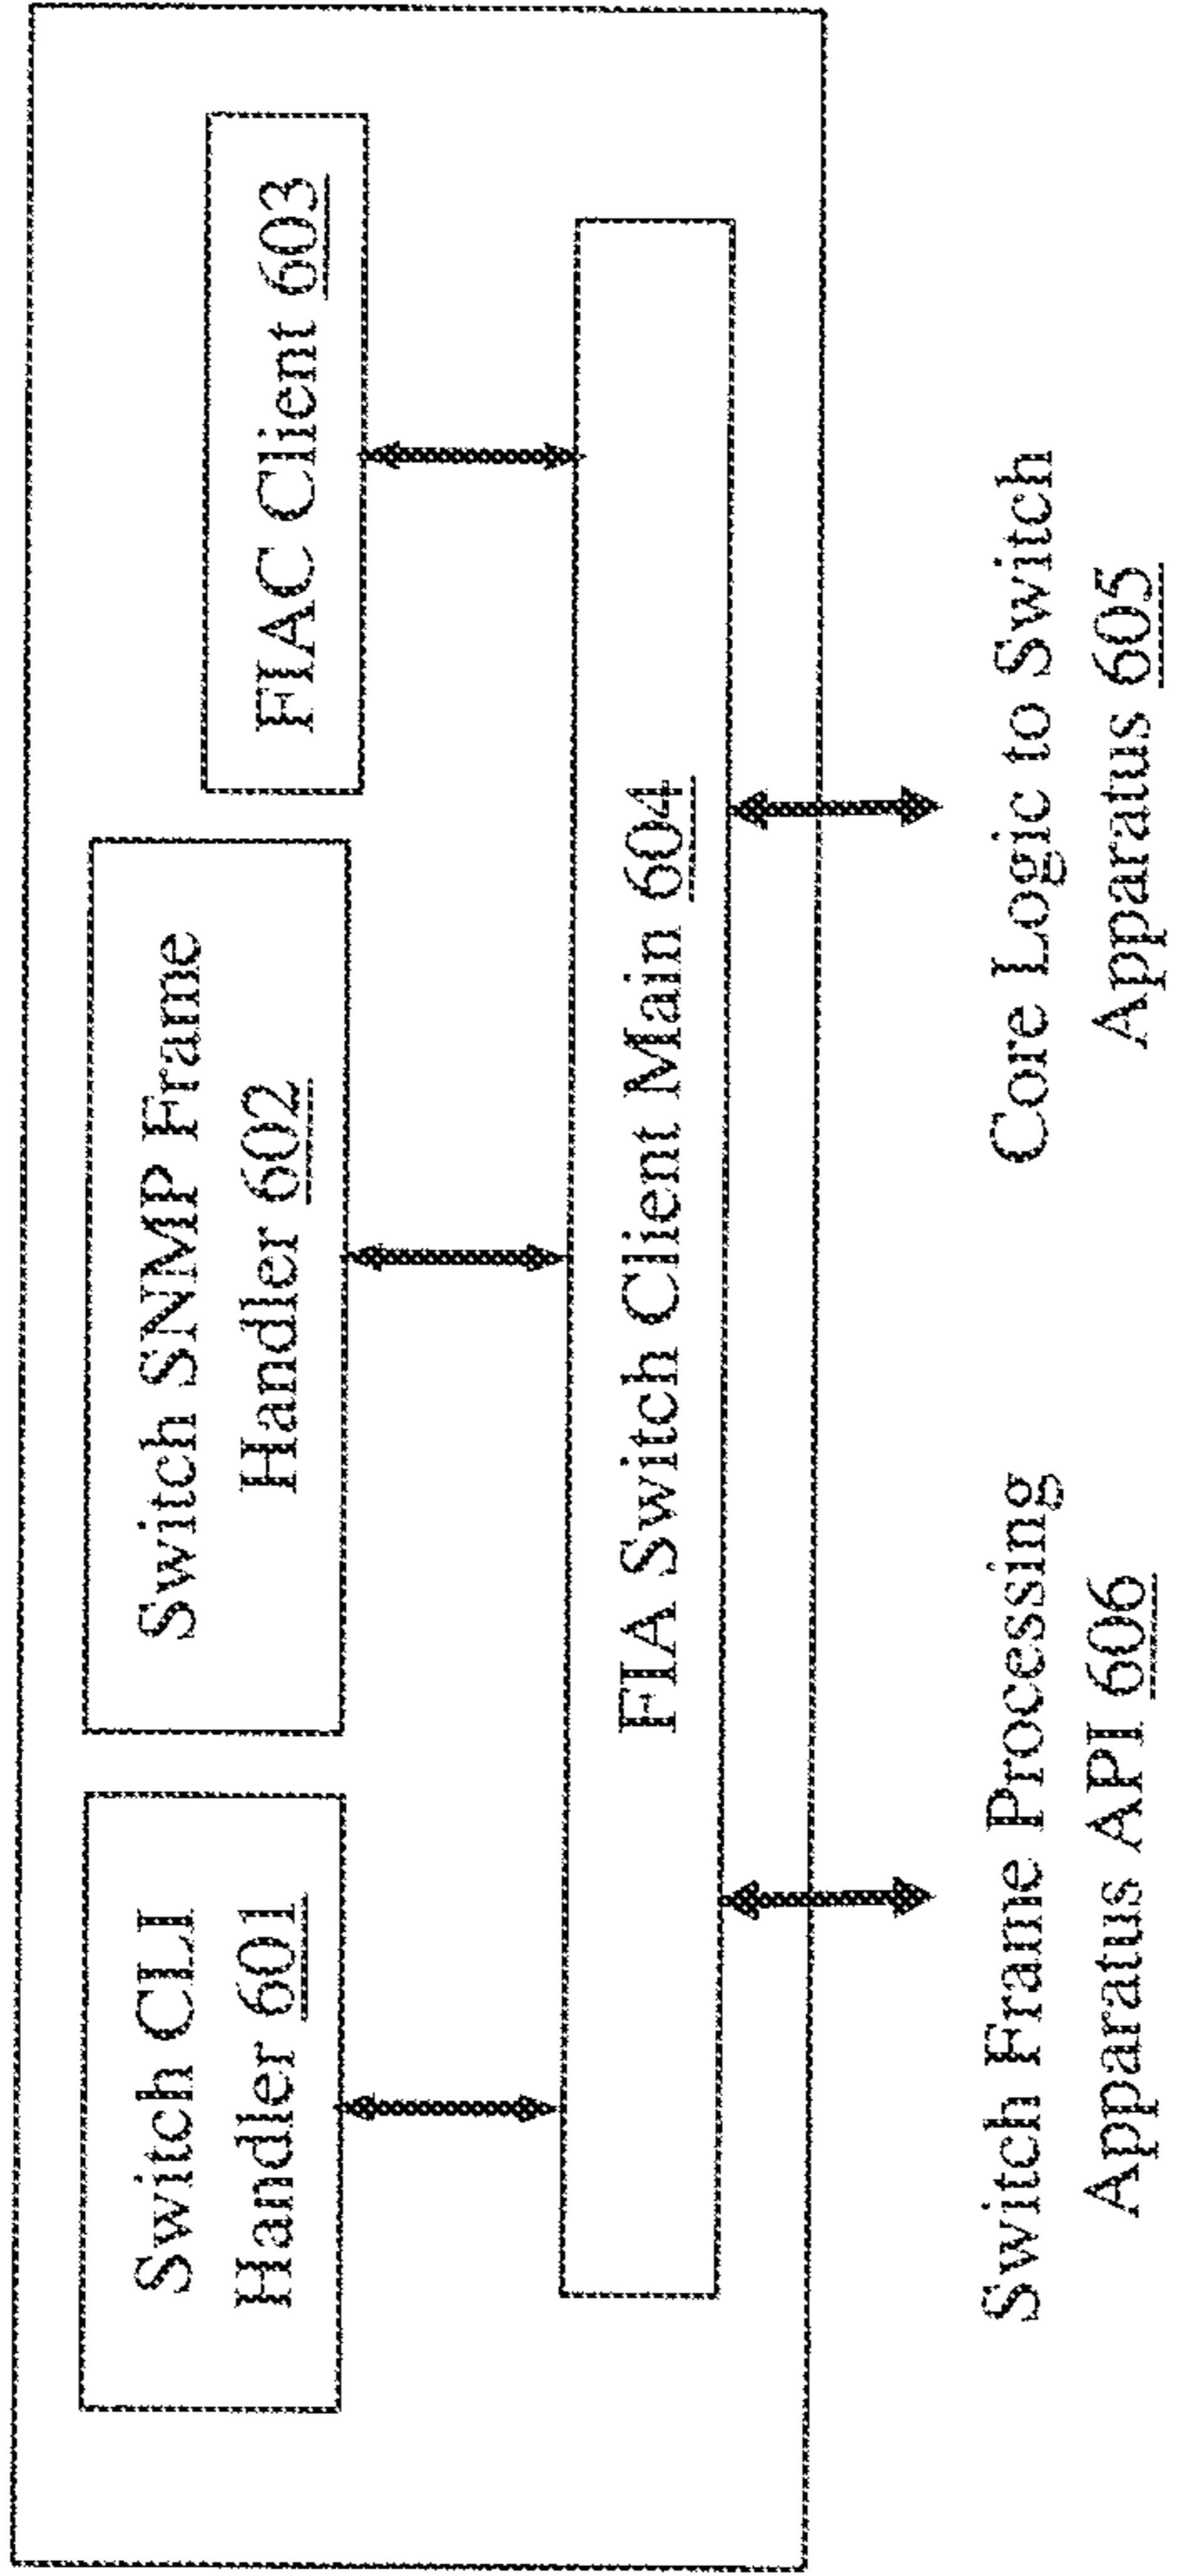 Switch CLI
Handler 601
Switch SNMP Frame
Handler 602
FIAC Client 603
FIA Switch Client Main 604
Switch Frame Processing
Apparatus API 606
Core Logic to Switch
Apparatus 605